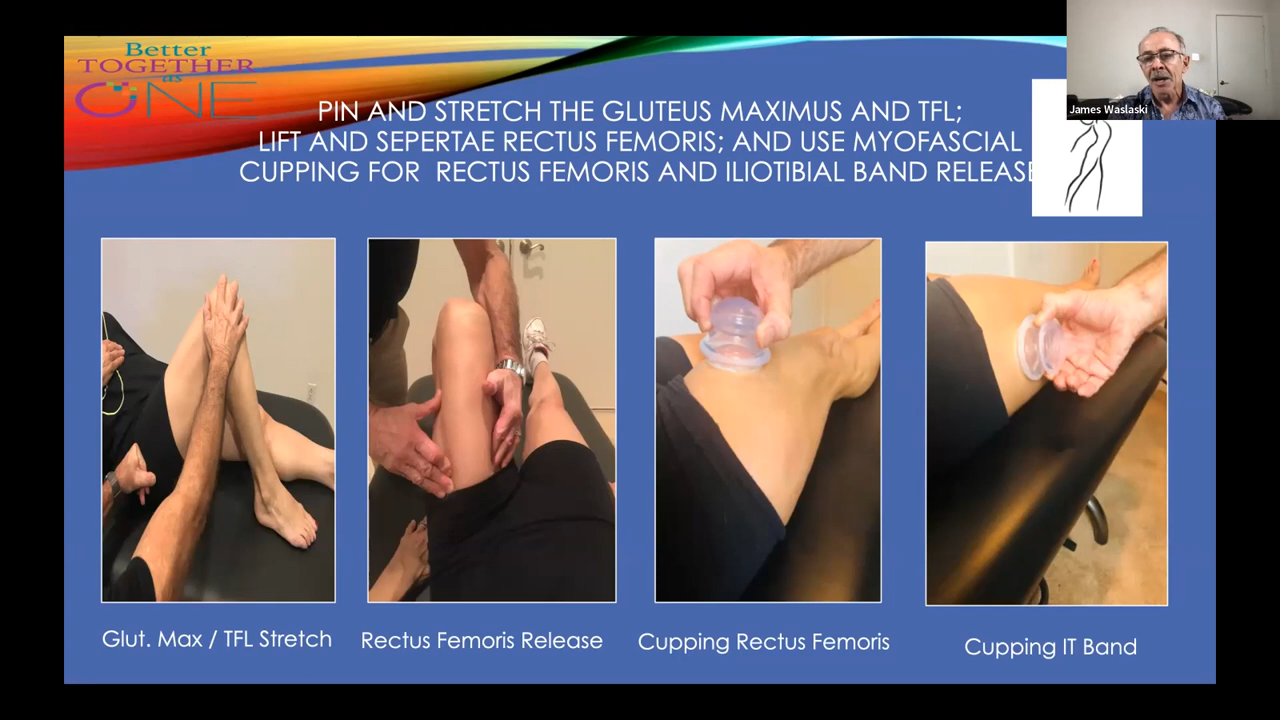 Better
TOGETHER
as
ONE
James Waslaski
PIN AND STRETCH THE GLUTEUS MAXIMUS AND TFL;
LIFT AND SEPERTAE RECTUS FEMORIS; AND USE MYOFASCIAL
CUPPING FOR RECTUS FEMORIS AND ILIOTIBIAL BAND RELEASE
Glut. Max / TFL Stretch
Rectus Femoris Release
Cupping Rectus Femoris
Cupping IT Band